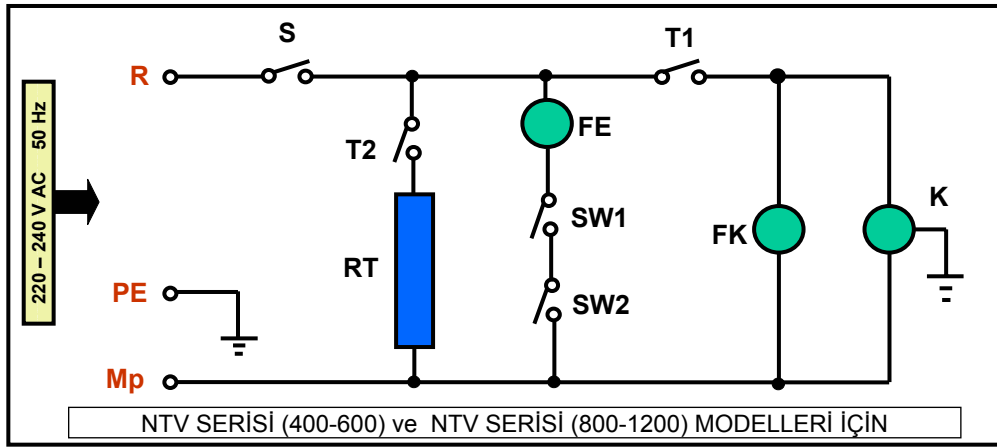 S
T1
R
FE
T2
220 – 240 V AC 50 Hz
SW1
K
FK
RT
PE
SW2
Mp
NTV SERİSİ (400-600) ve NTV SERİSİ (800-1200) MODELLERİ İÇİN